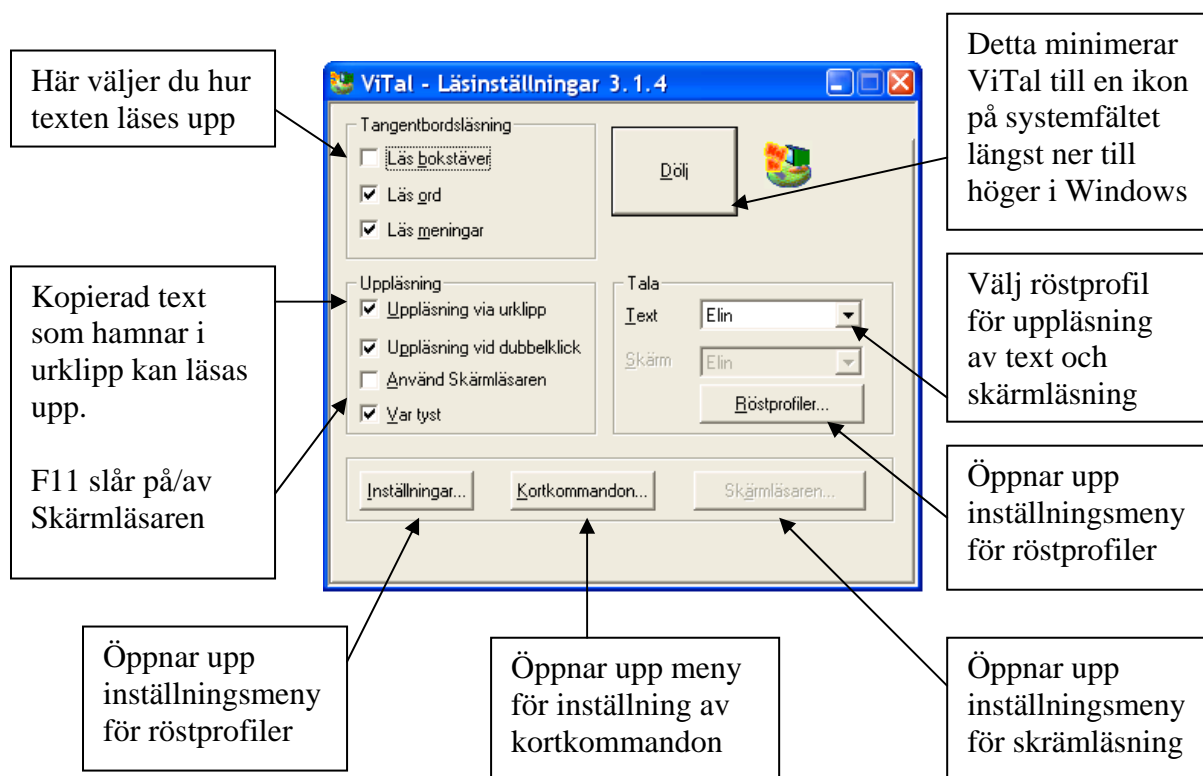 Här väljer du hur
texten läses upp
Detta minimerar
ViTal till en ikon
på systemfältet
längst ner till
höger i Windows
ViTal - Läsinställningar 3.1.4
Tangentbordsläsning
Läs bokstäver
Läs ord
Läs meningar
Dölj
Kopierad text
som hamnar i
urklipp kan läsas
upp.
F11 slår på/av
Skärmläsaren
Uppläsning
Uppläsning via urklipp
Uppläsning vid dubbelklick
Använd Skärmläsaren
Var tyst
Tala
Text Elin
Skärm Elin
Röstprofiler...
Välj röstprofil
för uppläsning
av text och
skärmläsning
Inställningar... Kortkommandon... Skärmläsaren...
Öppnar upp
inställningsmeny
för röstprofiler
Öppnar upp
inställningsmeny
för röstprofiler
Öppnar upp meny
för inställning av
kortkommandon
Öppnar upp
inställningsmeny
för skrämläsning